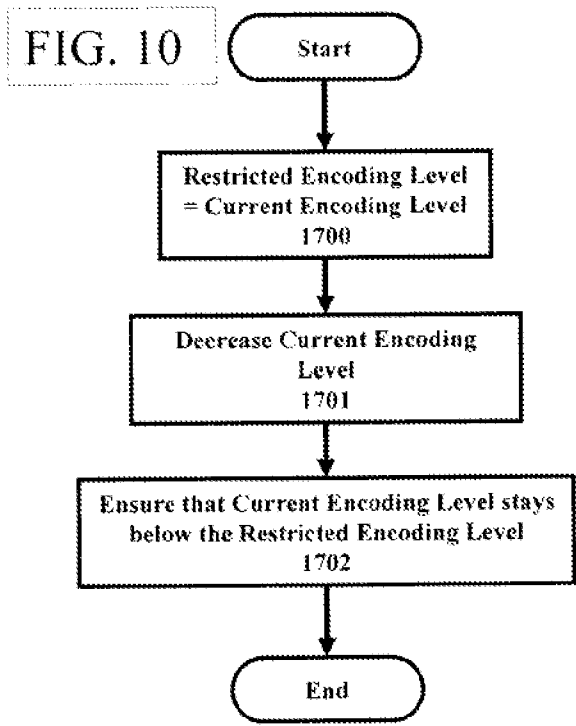 FIG. 10
Start
Restricted Encoding Level
= Current Encoding Level
1700
Decrease Current Encoding
Level
1701
Ensure that Current Encoding Level stays
below the Restricted Encoding Level
1702
End